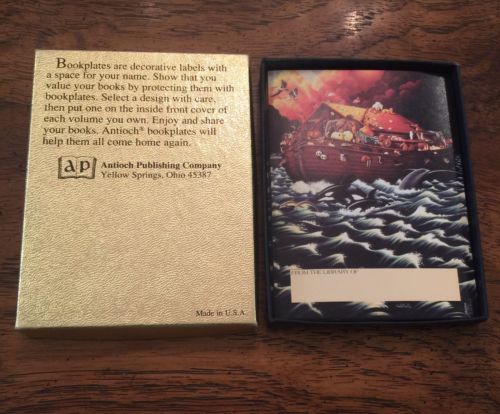 Bookplates are decorative labels with
a space for your name. Show that you
value your books by protecting them with
bookplates. Select a design with care,
then put one on the inside front cover of
each volume you own. Enjoy and share
your books. Antioch® bookplates will
help them all come home again.
ap
Antioch Publishing Company
Yellow Springs, Ohio 45387
Made in U.S.A.
FROM THE LIBRARY OF